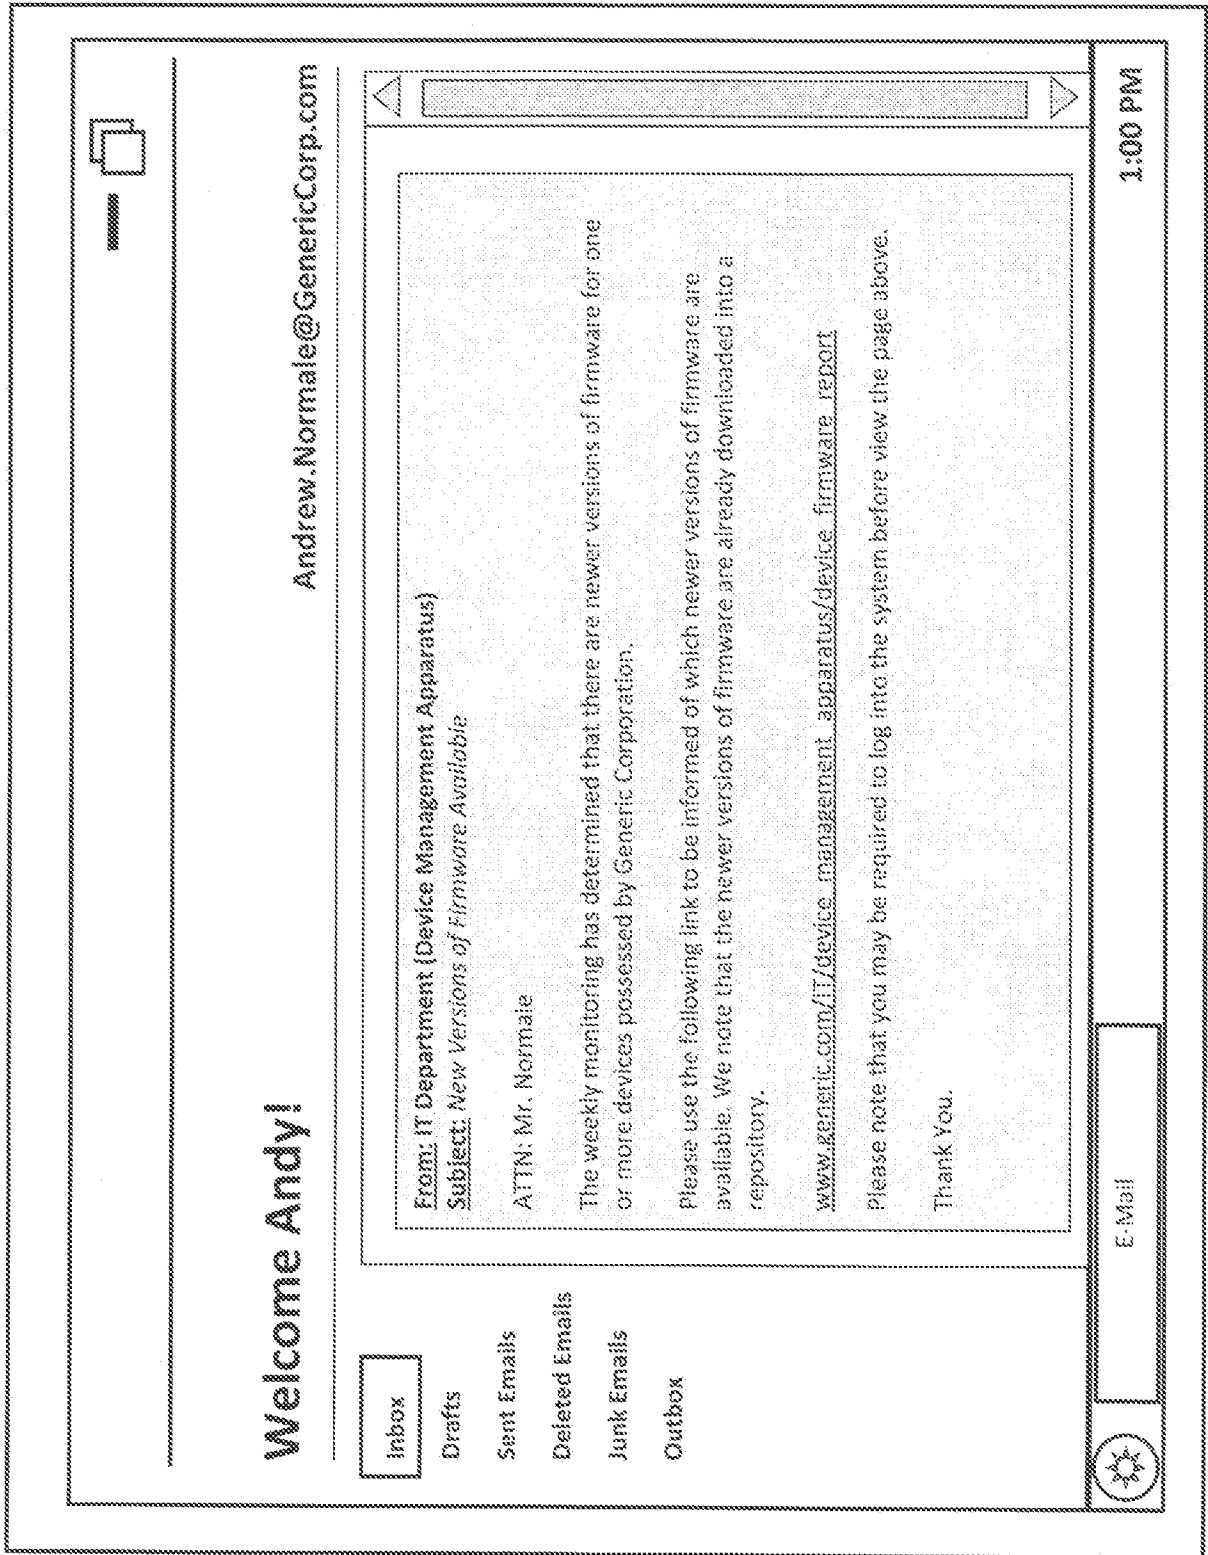 Welcome Andy!
Andrew.Normale@GenericCorp.com
Inbox
Drafts
Sent Emails
Deleted Emails
Junk Emails
Outbox
From: IT Department (Device Management Apparatus)
Subject: New Versions of Firmware Available
ATTN: Mr. Normale
The weekly monitoring has determined that there are newer versions of firmware for one
or more devices possessed by Generic Corporation.
Please use the following link to be informed of which newer versions of firmware are
available. We note that the newer versions of firmware are already downloaded into a
repository.
www.generic.com/IT/device_management_apparatus/device_firmware_report
Please note that you may be required to log into the system before view the page above.
Thank You.
E-Mail
1:00 PM